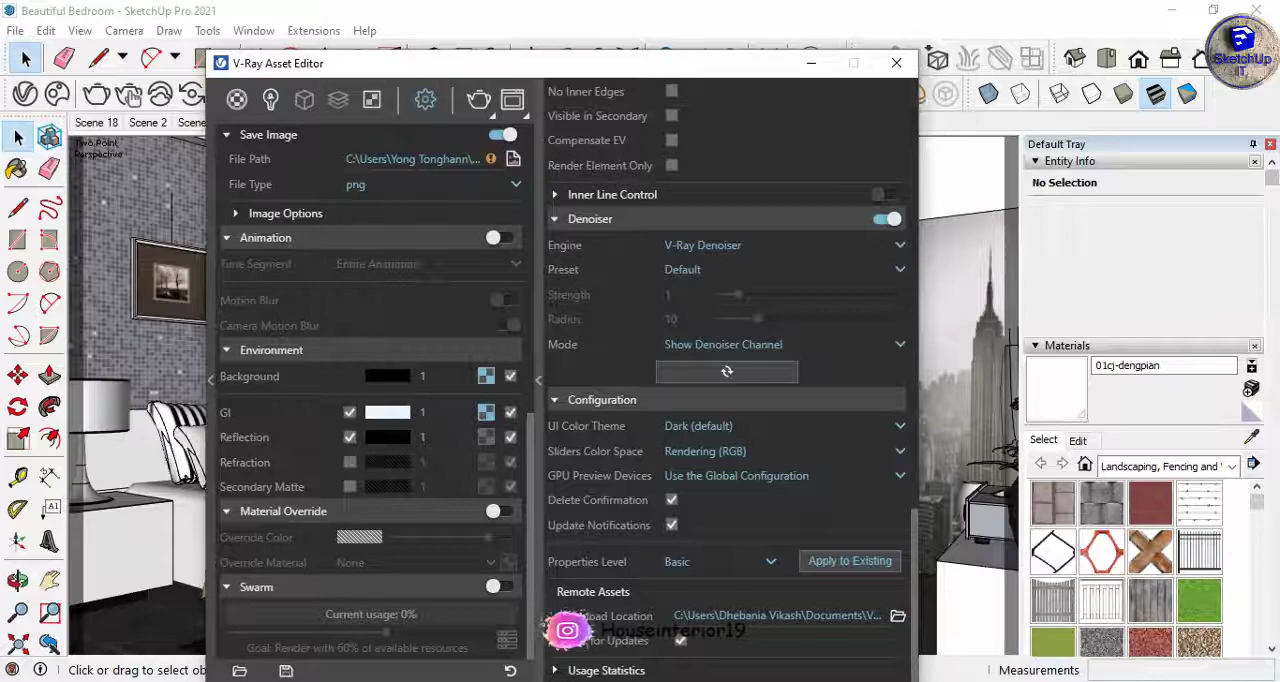 Beautiful Bedroom - SketchUp Pro 2021
File Edit View Camera Draw Tools Window Extensions Help
SketchUp
IT
V-Ray Asset Editor
Scene 18 Scene 2 Scene
Two Point
Perspective
Save Image
File Path C:\Users\Yong Tonghann\...
File Type png
Image Options
Animation
Time Segment Entire Animation
Motion Blur
Camera Motion Blur
Environment
Background 1
GI 1
Reflection 1
Refraction 1
Secondary Matte 1
Material Override
Override Color
Override Material None
Swarm
Current usage: 0%
Goal: Render with 60% of available resources
No Inner Edges
Visible in Secondary
Compensate EV
Render Element Only
Inner Line Control
Denoiser
Engine V-Ray Denoiser
Preset Default
Strength 1
Radius 10
Mode Show Denoiser Channel
Configuration
UI Color Theme Dark (default)
Sliders Color Space Rendering (RGB)
GPU Preview Devices Use the Global Configuration
Delete Confirmation
Update Notifications
Properties Level Basic Apply to Existing
Remote Assets
load Location C:\Users\Dhebania Vikash\Documents\V...
for Updates
Usage Statistics
Houseinterior19
Default Tray
Entity Info
No Selection
Materials
01cj-dengpian
Select Edit
Landscaping, Fencing and
A1
Click or drag to select ob
Measurements